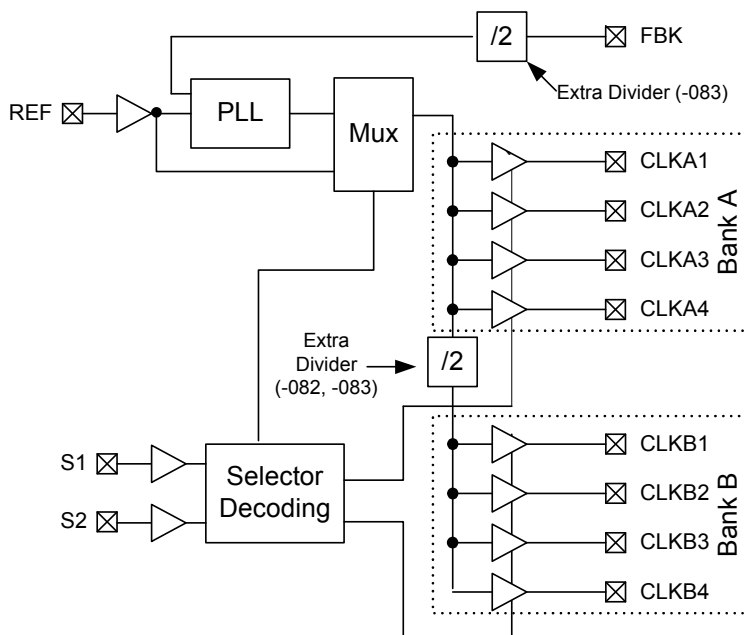 /2
FBK
Extra Divider (-083)
REF
PLL
Mux
CLKA1
CLKA2
CLKA3
CLKA4
Bank A
Extra
Divider
(-082, -083)
/2
S1
S2
Selector
Decoding
CLKB1
CLKB2
CLKB3
CLKB4
Bank B